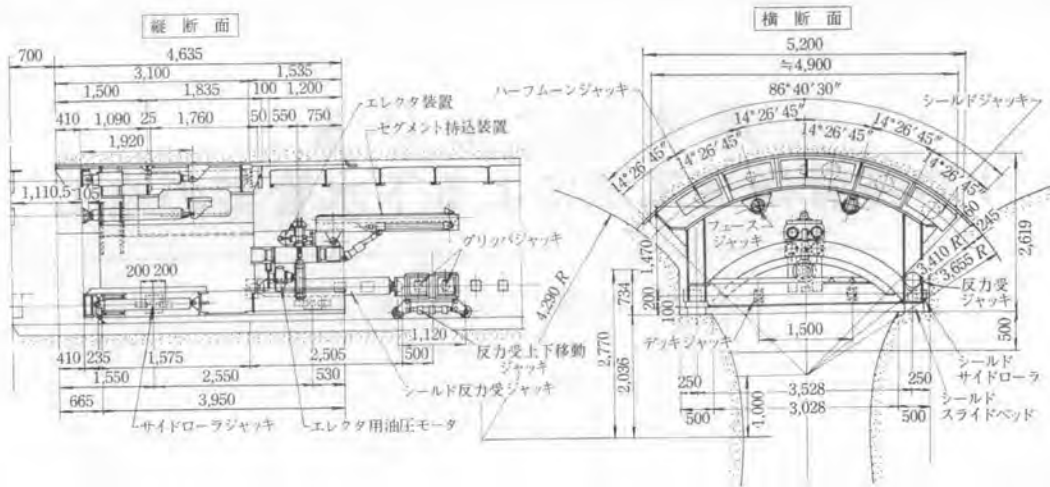 縦断面
700
4,635
3,100
1,535
1,500
1,835
100
1,200
410
1,090
25
1,760
50
550
750
1,920
1,110.5
105
エレクタ装置
セグメント持込装置
グリッパジャッキ
200
200
1,120
410
235
1,575
2,505
500
反力受上下移動
ジャッキ
1,550
2,550
530
シールド反力受ジャッキ
665
3,950
サイドローラジャッキ
エレクタ用油圧モータ
横断面
5,200
≒4,900
86°40′30″
ハーフムーンジャッキ
シールドジャッキ
14°26′45″
14°26′45″
14°26′45″
14°26′45″
14°26′45″
14°26′45″
フェース
ジャッキ
245
3,410 R
3,655 R
2,619
4,290 R
1,470
200
100
734
2,770
2,036
反力受
ジャッキ
500
1,500
デッキジャッキ
250
3,528
250
シールド
サイドローラ
1,000
3,028
500
500
シールド
スライドベッド